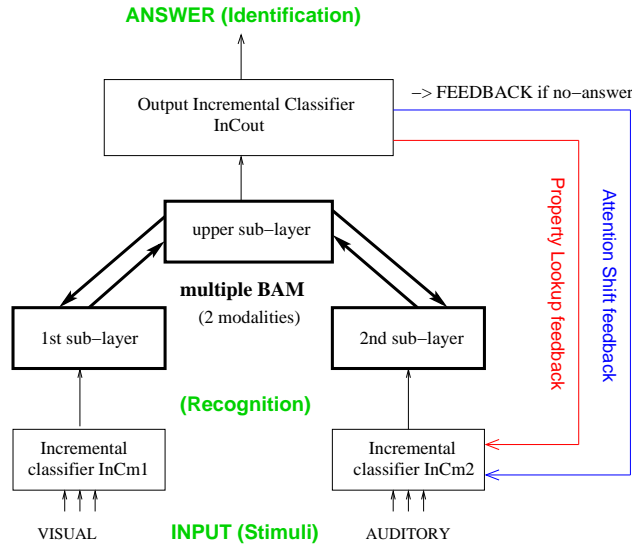 ANSWER (Identification)
−> FEEDBACK if no−answer
Output Incremental Classifier
InCout
Property Lookup feedback
Attention Shift feedback
upper sub−layer
multiple BAM
(2 modalities)
1st sub−layer
2nd sub−layer
(Recognition)
Incremental
classifier InCm1
Incremental
classifier InCm2
VISUAL
INPUT (Stimuli)
AUDITORY